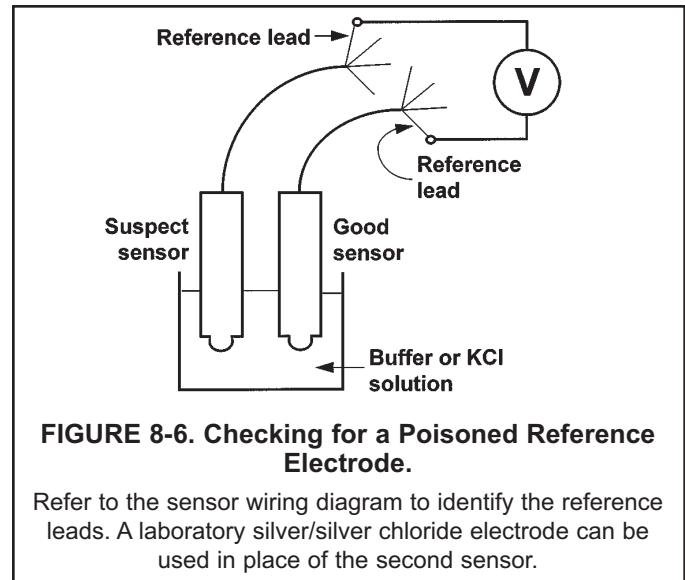 Reference lead
V
Reference
lead
Suspect
sensor
Good
sensor
Buffer or KCl
solution
FIGURE 8-6. Checking for a Poisoned Reference
Electrode.
Refer to the sensor wiring diagram to identify the reference
leads. A laboratory silver/silver chloride electrode can be
used in place of the second sensor.